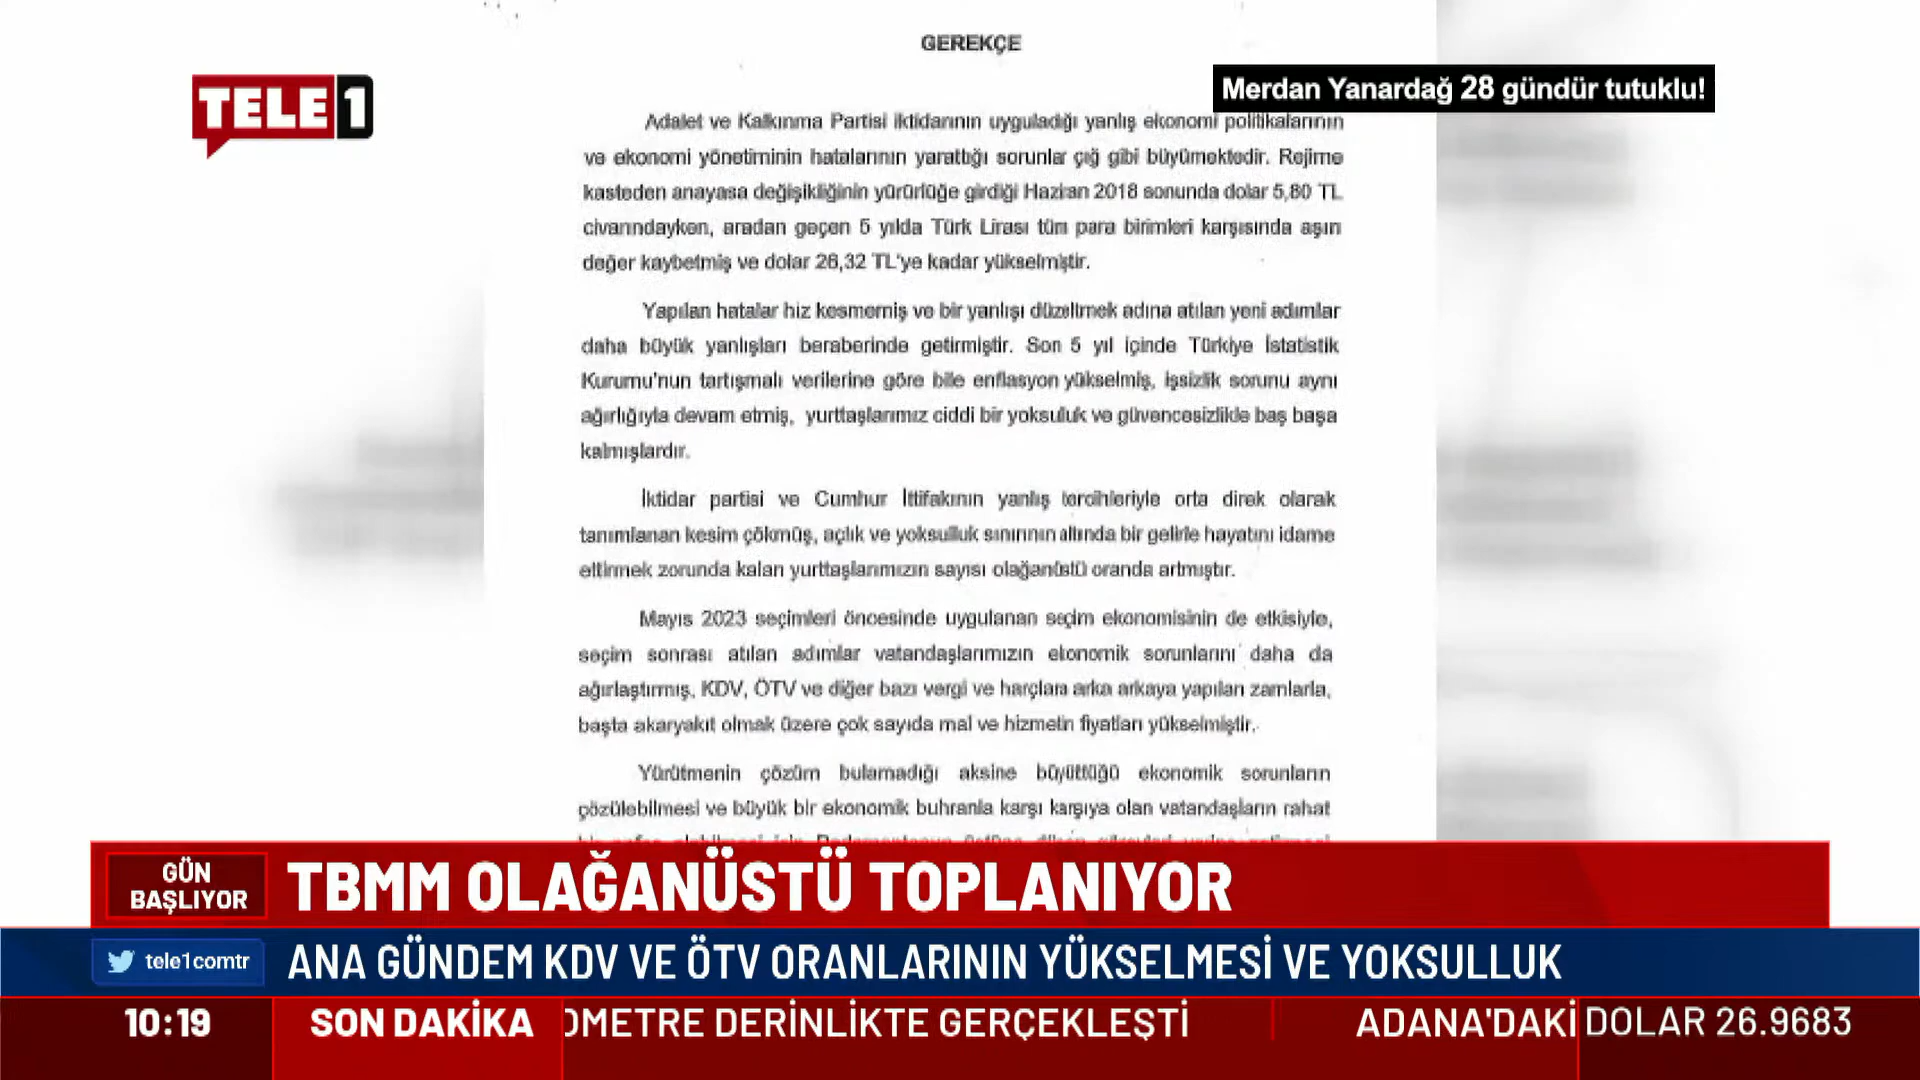 GEREKÇE
TELE1
Merdan Yanardağ 28 gündür tutuklu!
Adalet ve Kalkınma Partisi iktidarının uyguladığı yanlış ekonomi politikalarının
ve ekonomi yönetiminin hatalarının yarattığı sorunlar çığ gibi büyümektedir. Rejime
kasteden anayasa değişikliğinin yürürlüğe girdiği Haziran 2018 sonunda dolar 5,80 TL
civarındayken, aradan geçen 5 yılda Türk Lirası tüm para birimleri karşısında aşırı
değer kaybetmiş ve dolar 26,32 TL'ye kadar yükselmiştir.
Yapılan hatalar hız kesmemiş ve bir yanlışı düzeltmek adına atılan yeni adımlar
daha büyük yanlışları beraberinde getirmiştir. Son 5 yıl içinde Türkiye İstatistik
Kurumu'nun tartışmalı verilerine göre bile enflasyon yükselmiş, işsizlik sorunu aynı
ağırlığıyla devam etmiş, yurttaşlarımız ciddi bir yoksuluk ve güvencesizlikle baş başa
kalmışlardır.
İktidar partisi ve Cumhur İttifakının yanlış tercihleriyle orta direk olarak
tanımlanan kesim çökmüş, açlık ve yoksulluk sınırının altında bir gelirle hayatını idame
ettirmek zorunda kalan yurttaşlarımızın sayısı olağanüstü oranda artmıştır.
Mayıs 2023 seçimleri öncesinde uygulanan seçim ekonomisinin de etkisiyle,
seçim sonrası atılan adımlar vatandaşlarımızın ekonomik sorunlarını daha da
ağırlaştırmış, KDV, ÖTV ve diğer bazı vergi ve harçlara arka arkaya yapılan zamlarla,
başta akaryakıt olmak üzere çok sayıda mal ve hizmetin fiyatları yükselmiştir.
Yürütmenin çözüm bulamadığı aksine büyüttüğü ekonomik sorunların
çözülebilmesi ve büyük bir ekonomik buhranla karşı karşıya olan vatandaşların rahat
GÜN
BAŞLIYOR
TBMM OLAĞANÜSTÜ TOPLANIYOR
tele1comtr
ANA GÜNDEM KDV VE ÖTV ORANLARININ YÜKSELMESİ VE YOKSULLUK
10:19
SON DAKİKA
OMETRE DERİNLİKTE GERÇEKLEŞTİ
ADANA'DAKİ
DOLAR 26.9683